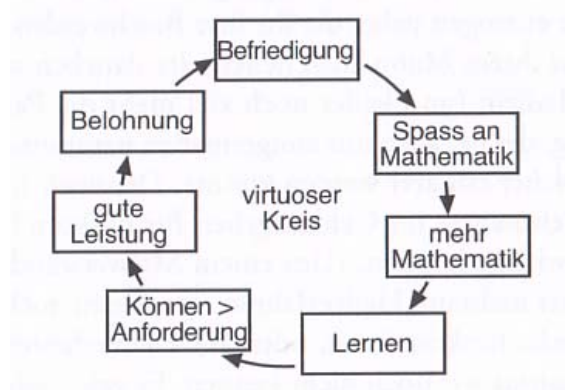 Befriedigung
Spass an
Mathematik
mehr
Mathematik
Lernen
Können >
Anforderung
gute
Leistung
Belohnung
virtuoser
Kreis